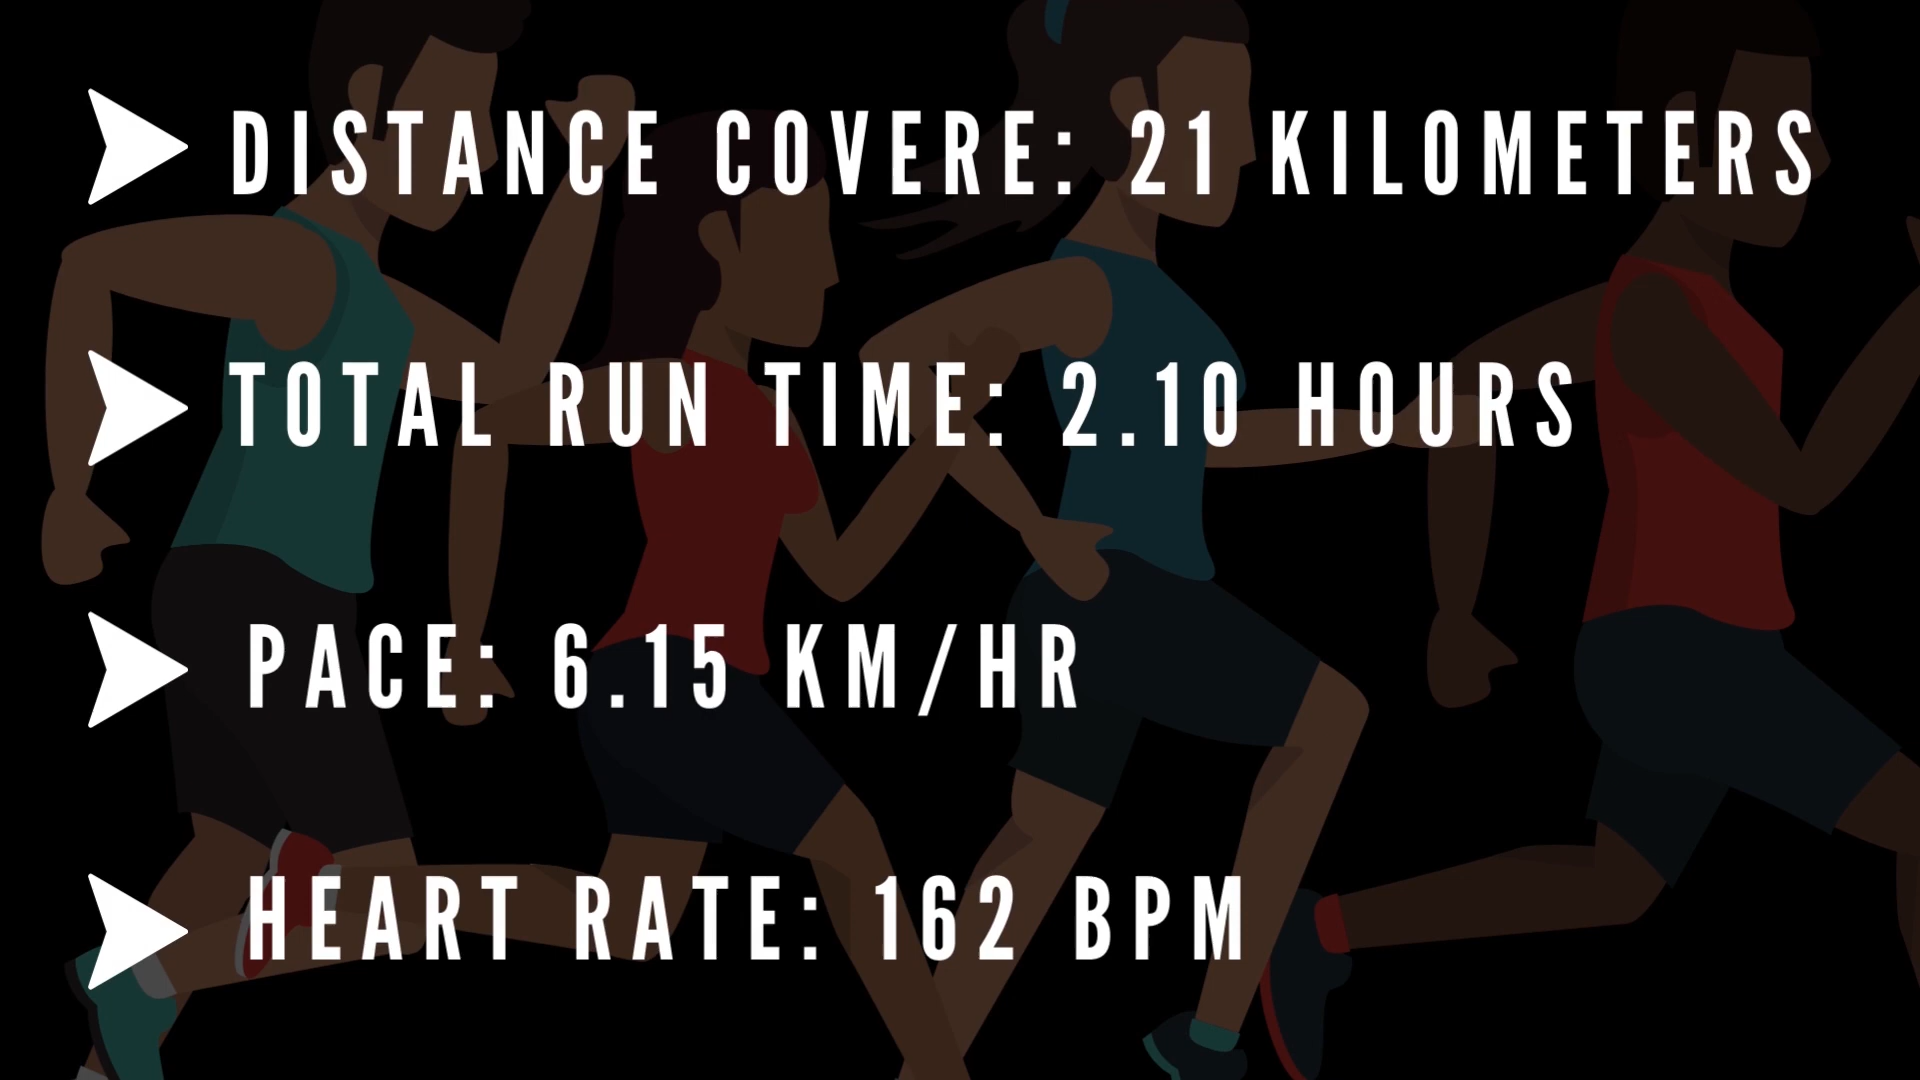 DISTANCE COVERE: 21 KILOMETERS
TOTAL RUN TIME: 2.10 HOURS
PACE: 6.15 KM/HR
HEART RATE: 162 BPM